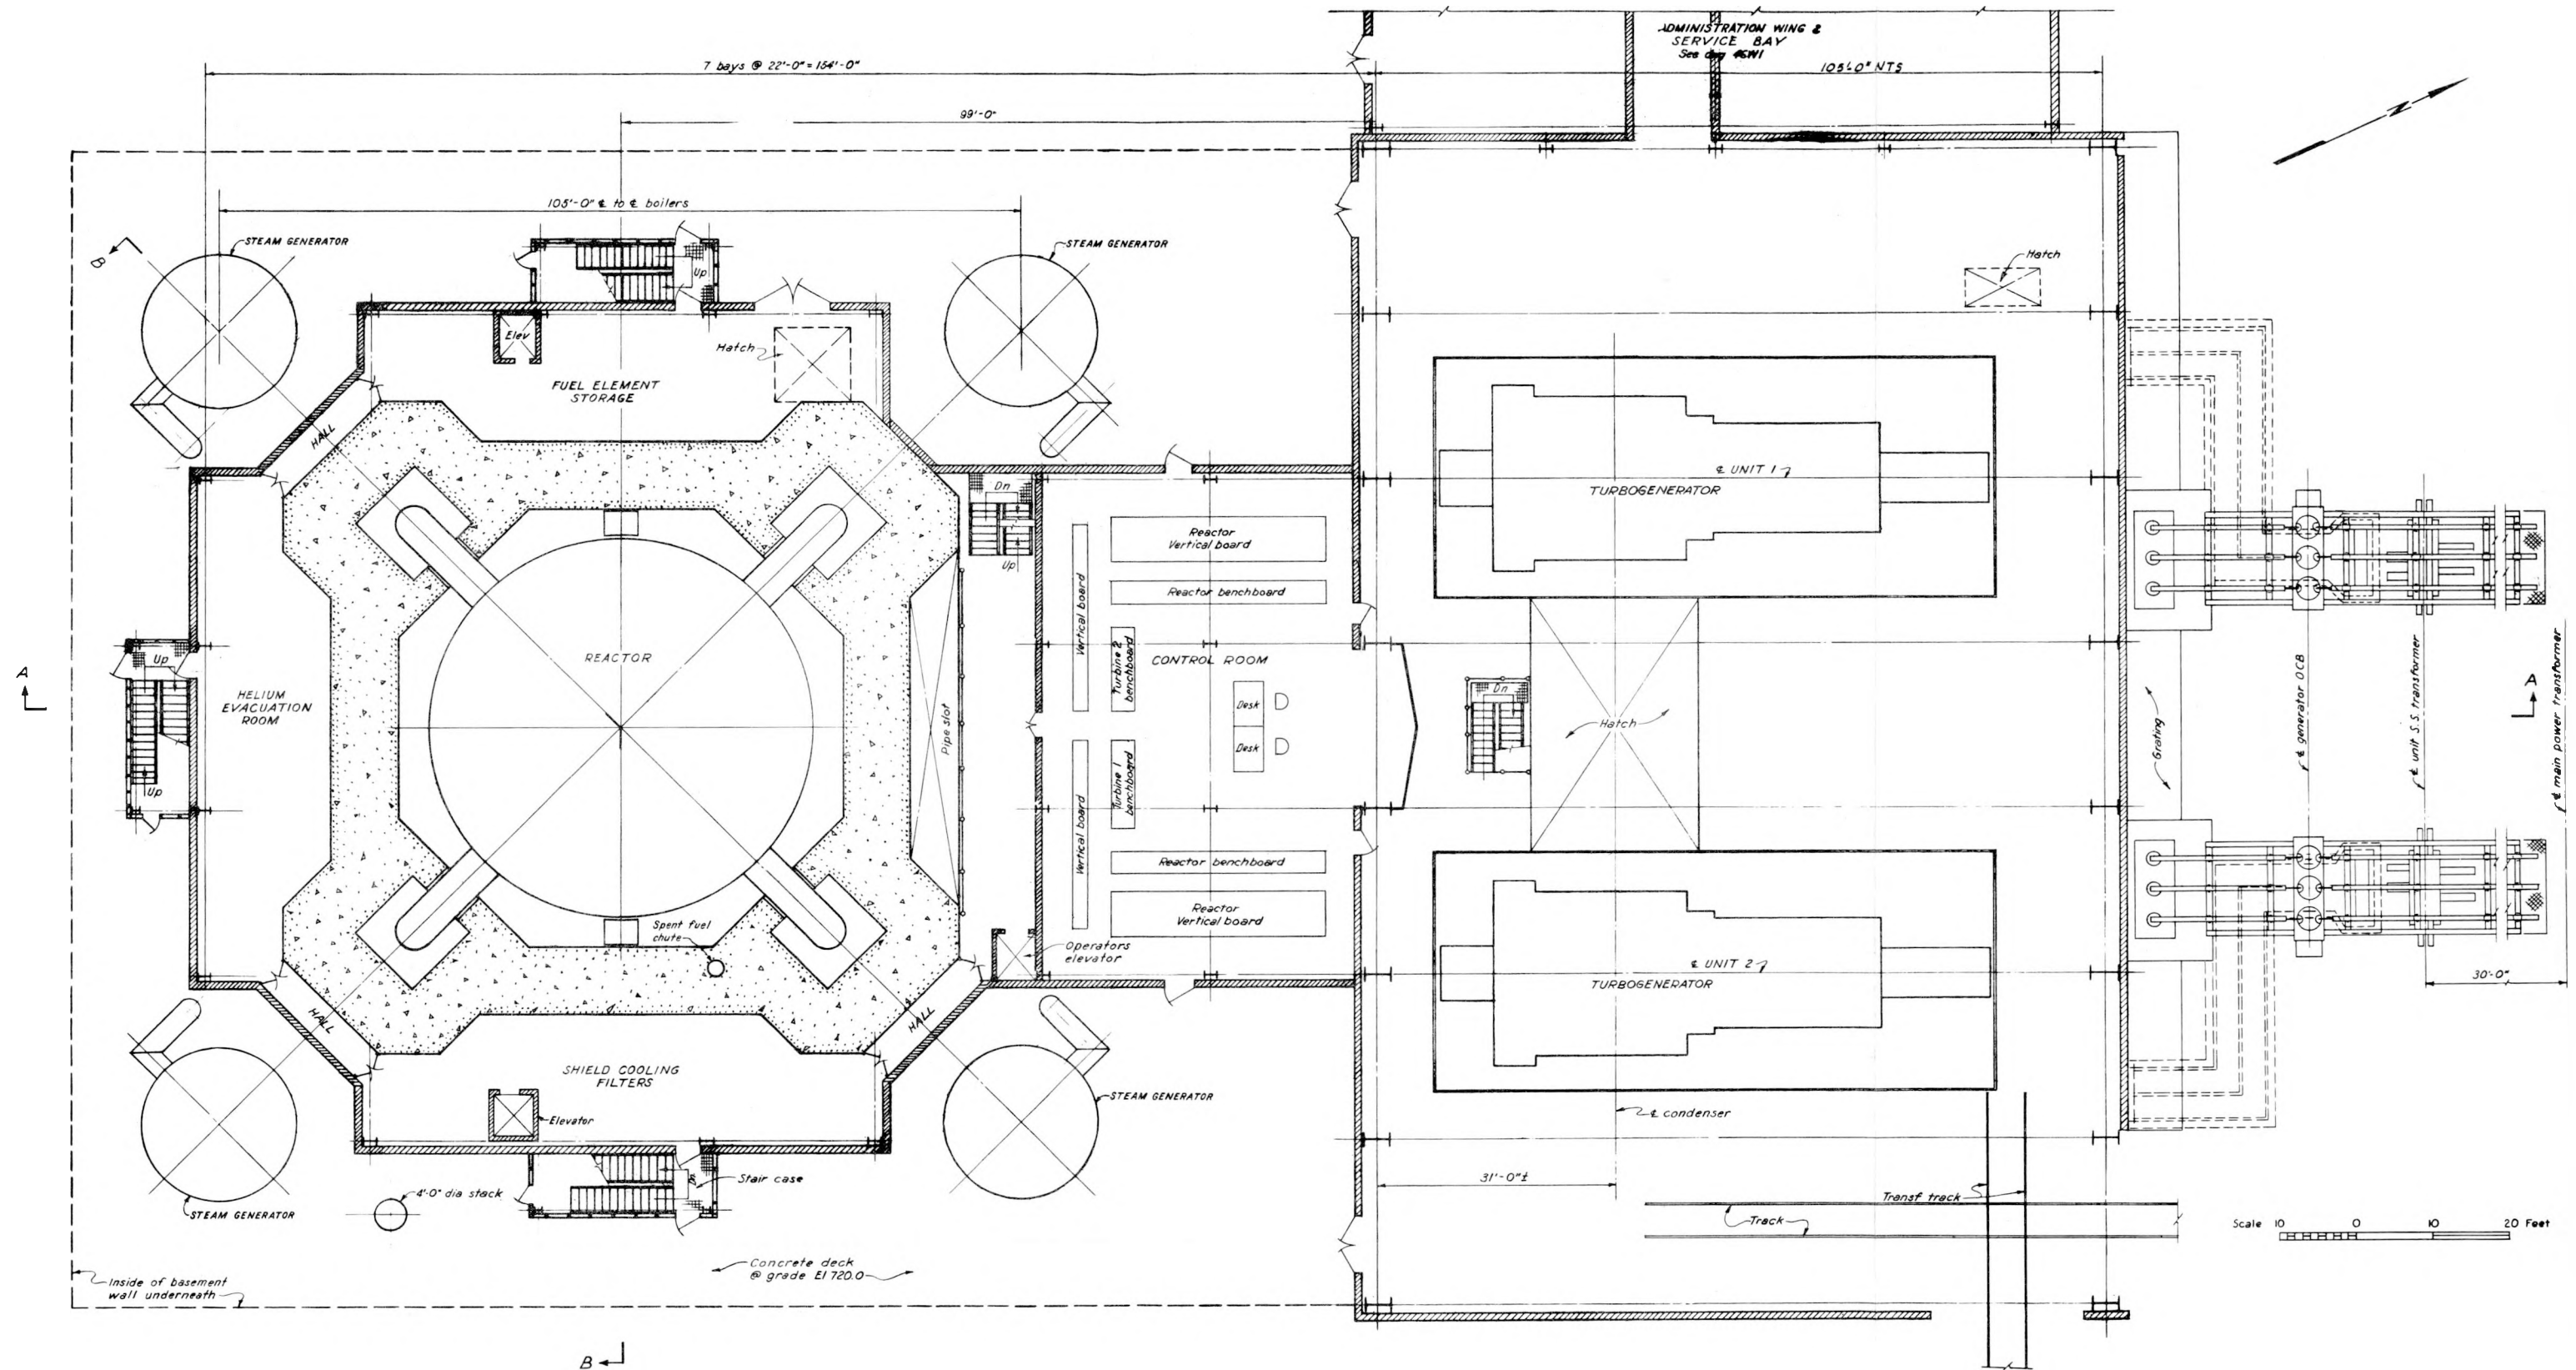 ADMINISTRATION WING &
SERVICE BAY
See
7 bays @ 22'-0" = 154'-0"
105'-0" NTS
99'-0"
N
105'-0" ℄ to ℄ boilers
B
STEAM GENERATOR
STEAM GENERATOR
Up
Hatch
Elev
Hatch
FUEL ELEMENT
STORAGE
HALL
℄ UNIT 1
TURBOGENERATOR
Dn
Up
Reactor
Vertical board
Reactor benchboard
Vertical board
Turbine 2
benchboard
REACTOR
CONTROL ROOM
Up
HELIUM
EVACUATION
ROOM
Up
A
Pipe slot
Desk
Desk
Dn
Hatch
Grating
℄ generator OCB
℄ unit S.S. transformer
℄ main power transformer
A
Vertical board
Turbine 1
benchboard
Reactor benchboard
Reactor
Vertical board
Spent fuel
chute
Operators
elevator
℄ UNIT 2
TURBOGENERATOR
30'-0"
HALL
HALL
SHIELD COOLING
FILTERS
Elevator
STEAM GENERATOR
℄ condenser
Stair case
31'-0"±
4'-0" dia stack
STEAM GENERATOR
Transf track
Track
Scale 10 0 10 20 Feet
Concrete deck
@ grade El 720.0
Inside of basement
wall underneath
B